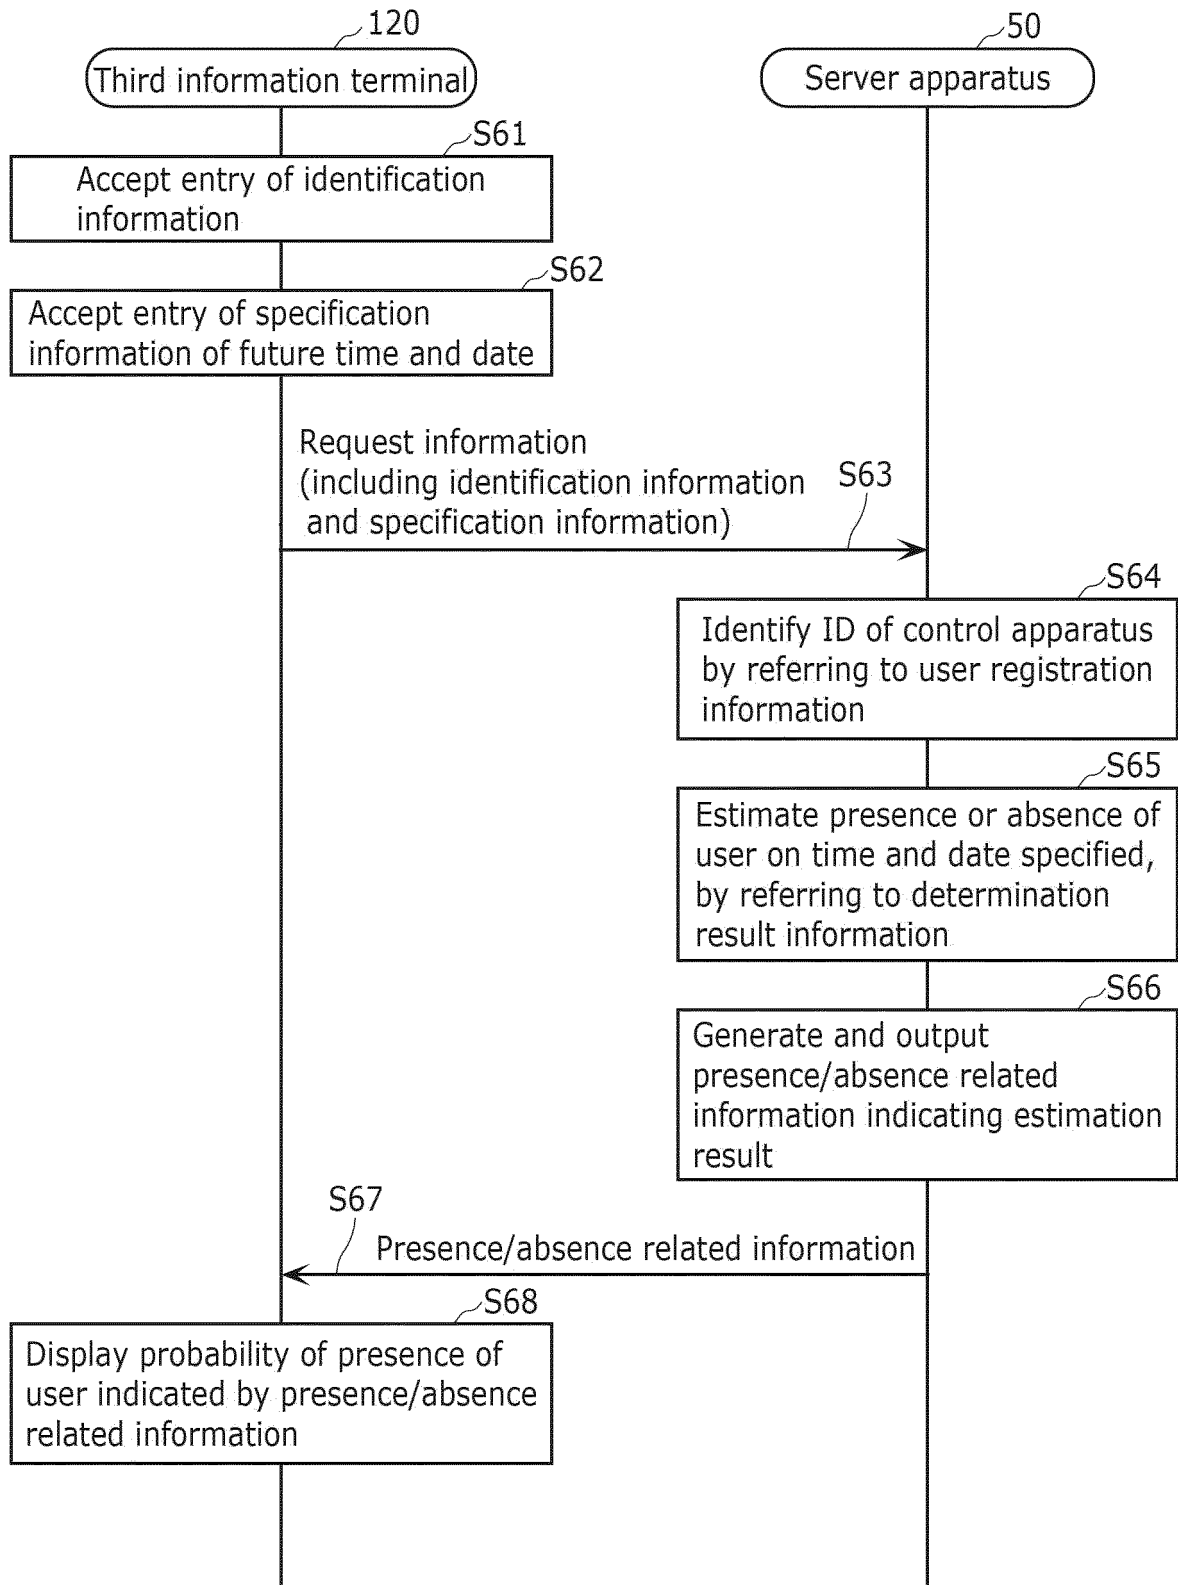 120
Third information terminal
50
Server apparatus
S61
Accept entry of identification
information
S62
Accept entry of specification
information of future time and date
Request information
(including identification information
and specification information)
S63
S64
Identify ID of control apparatus
by referring to user registration
information
S65
Estimate presence or absence of
user on time and date specified,
by referring to determination
result information
S66
Generate and output
presence/absence related
information indicating estimation
result
S67
Presence/absence related information
S68
Display probability of presence of
user indicated by presence/absence
related information